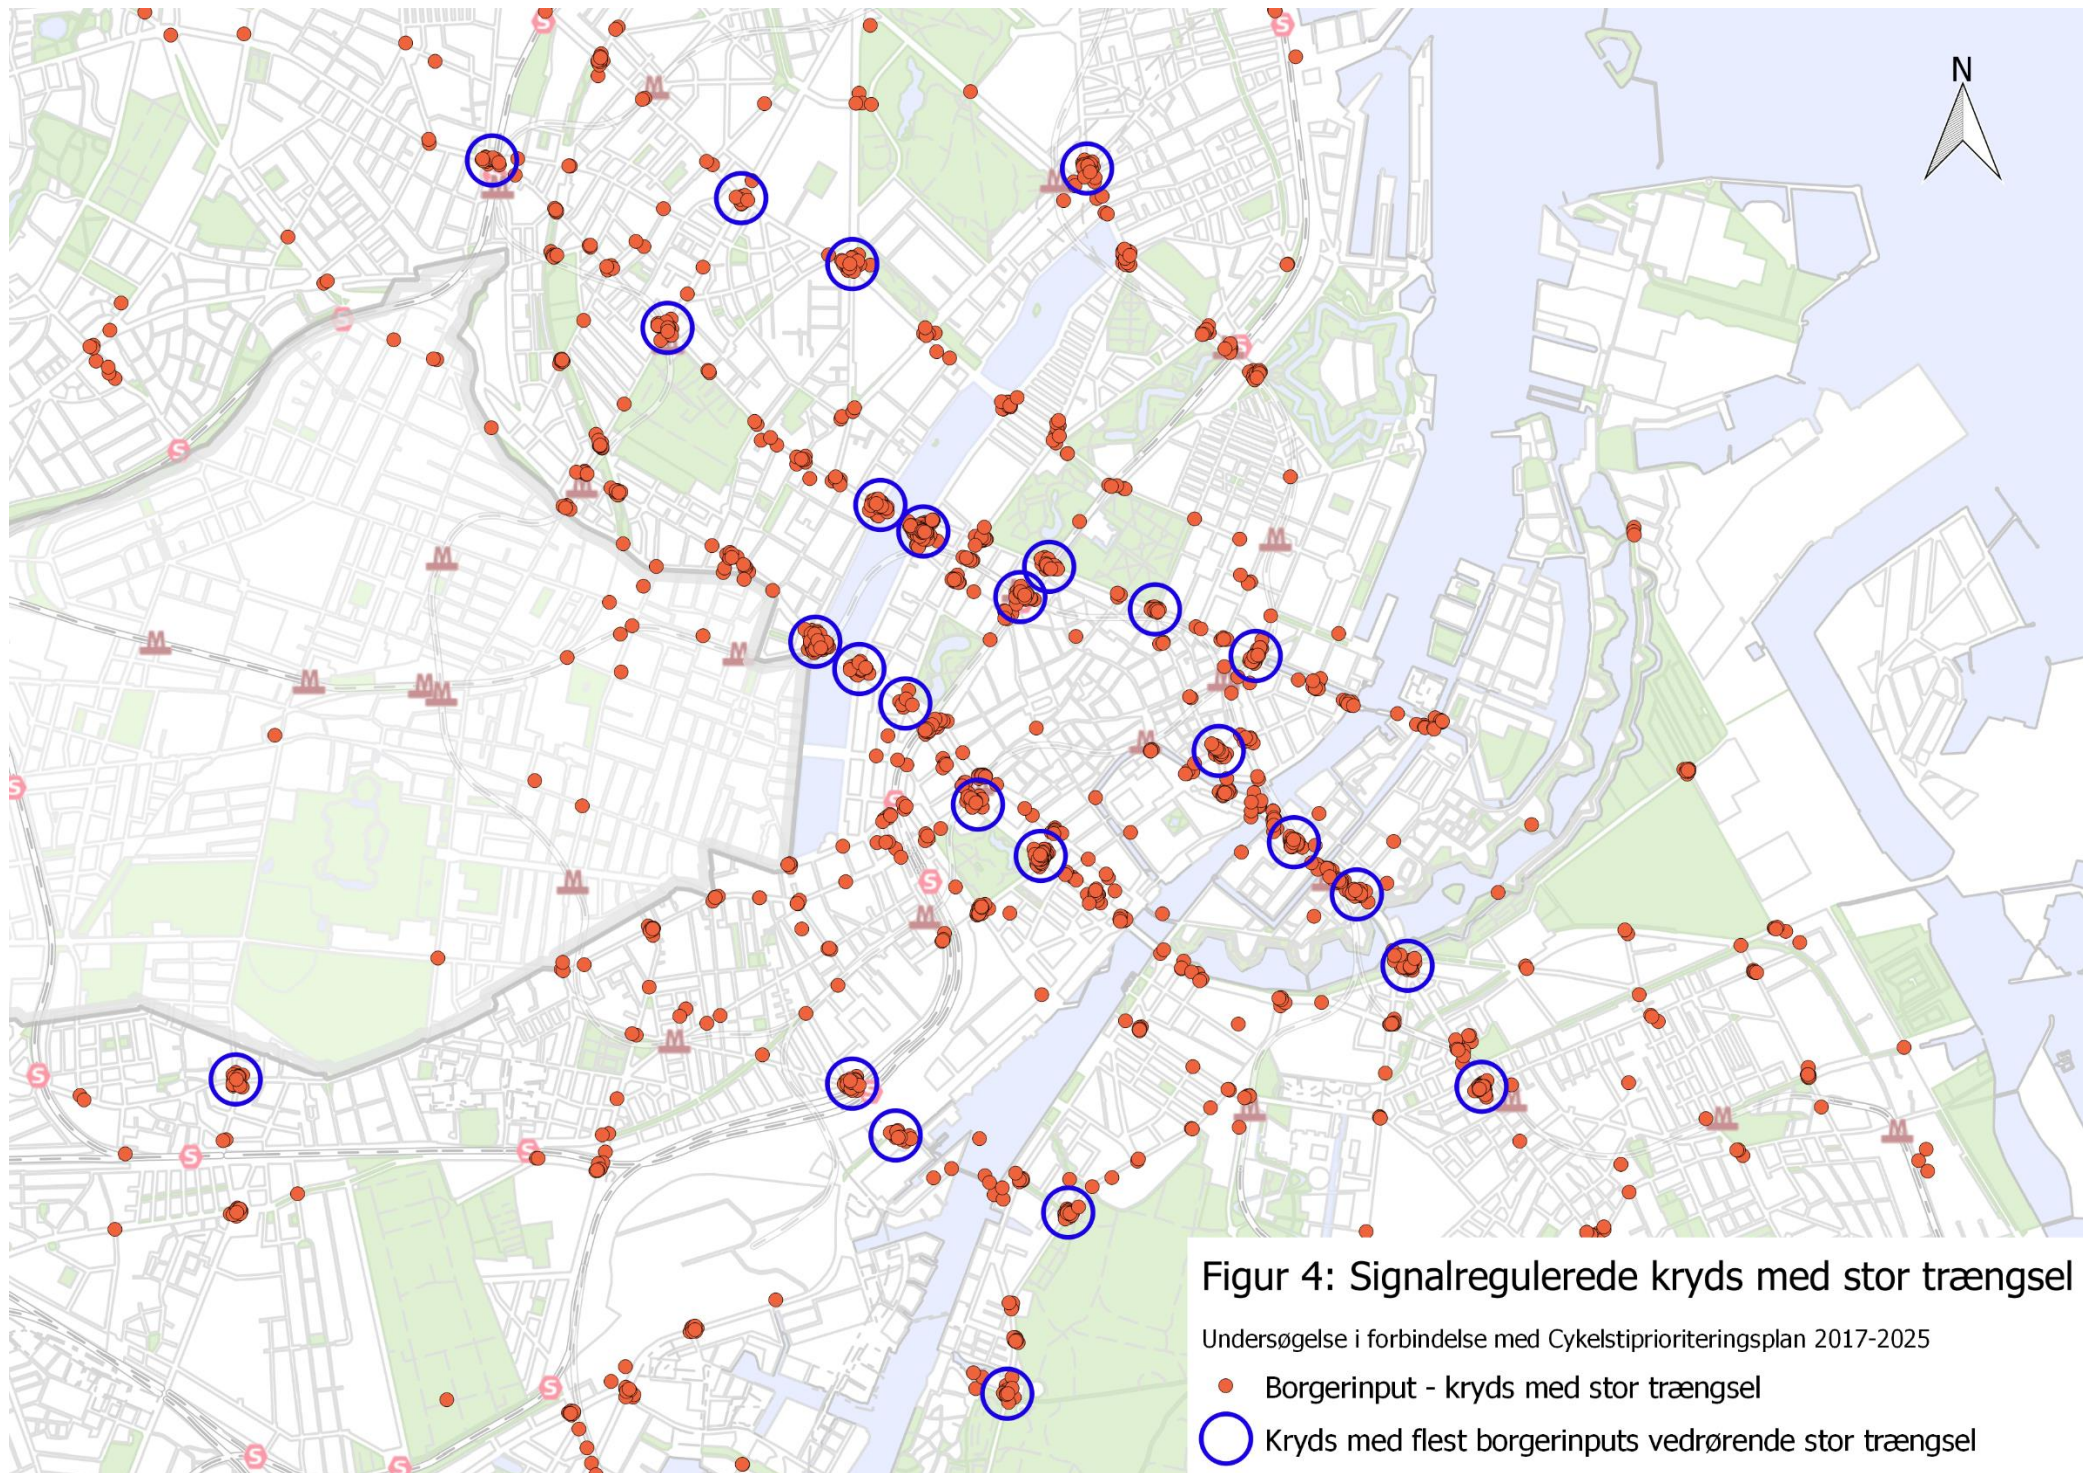 S
S
N
M
M
M
S
S
M
S
M
M
M
M
M
M
M
M
M
M
S
S
M
S
M
M
M
S
M
S
M
M
M
M
S
S
S
S
S
Figur 4: Signalregulerede kryds med stor trængsel
Undersøgelse i forbindelse med Cykelstiprioriteringsplan 2017-2025
Borgerinput - kryds med stor trængsel
Kryds med flest borgerinputs vedrørende stor trængsel